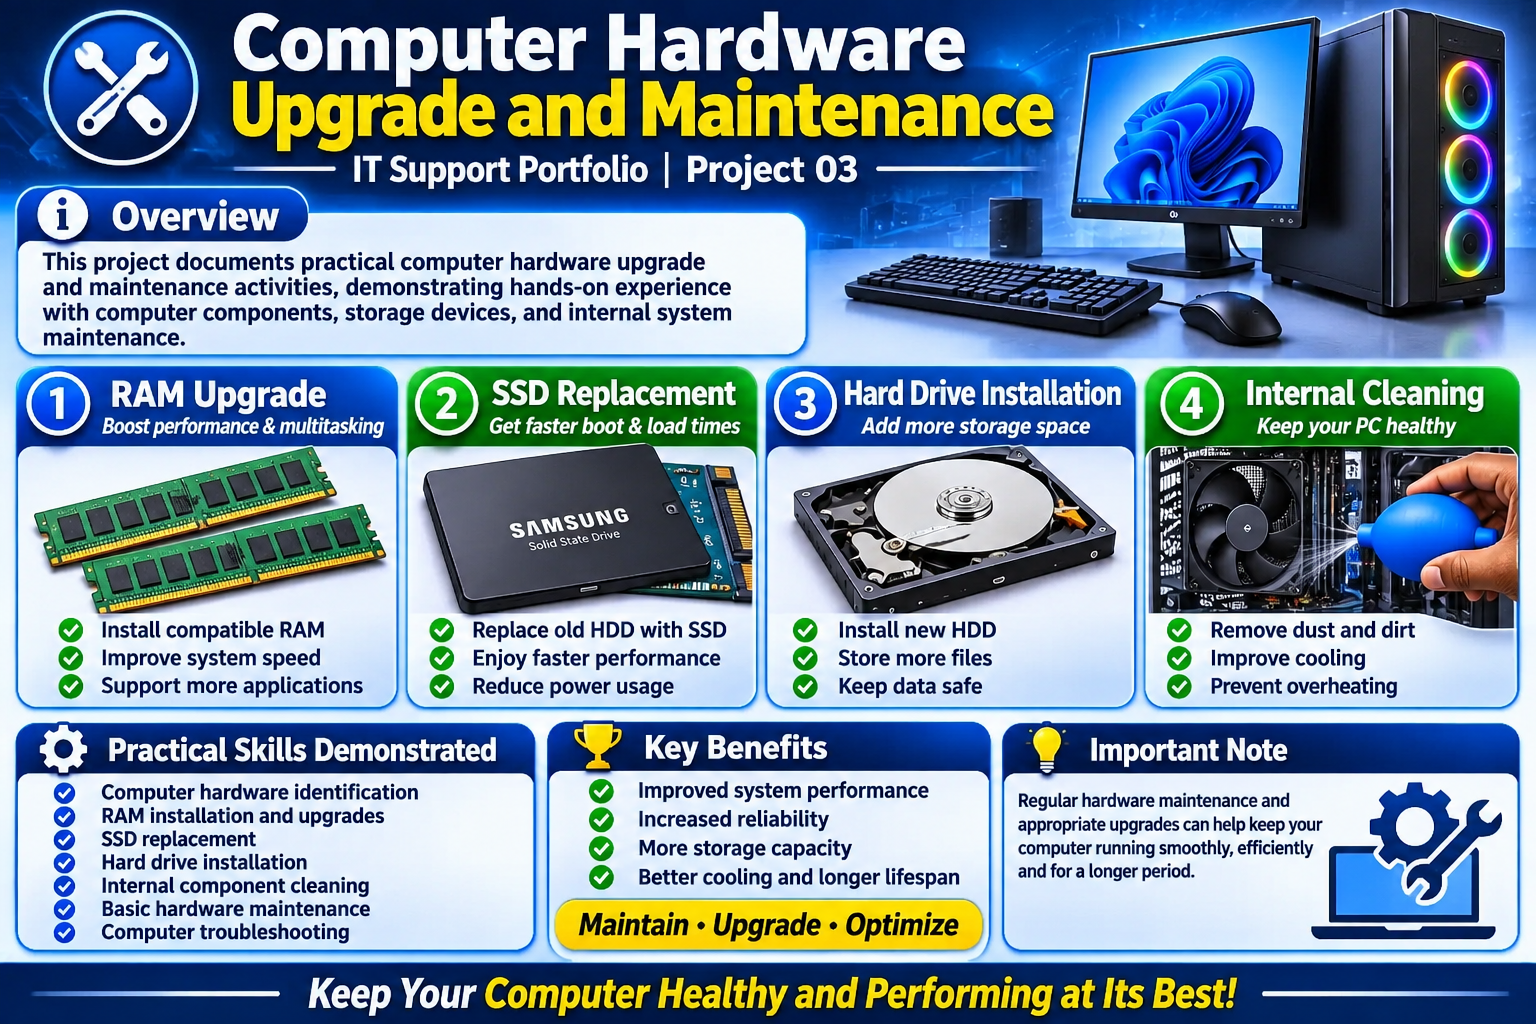 Computer Hardware
Upgrade and Maintenance
IT Support Portfolio | Project 03
i Overview
This project documents practical computer hardware upgrade
and maintenance activities, demonstrating hands-on experience
with computer components, storage devices, and internal system
maintenance.
1 RAM Upgrade
Boost performance & multitasking
Install compatible RAM
Improve system speed
Support more applications
2 SSD Replacement
Get faster boot & load times
SAMSUNG
Solid State Drive
Replace old HDD with SSD
Enjoy faster performance
Reduce power usage
3 Hard Drive Installation
Add more storage space
Install new HDD
Store more files
Keep data safe
4 Internal Cleaning
Keep your PC healthy
Remove dust and dirt
Improve cooling
Prevent overheating
Practical Skills Demonstrated
Computer hardware identification
RAM installation and upgrades
SSD replacement
Hard drive installation
Internal component cleaning
Basic hardware maintenance
Computer troubleshooting
Key Benefits
Improved system performance
Increased reliability
More storage capacity
Better cooling and longer lifespan
Maintain • Upgrade • Optimize
Important Note
Regular hardware maintenance and
appropriate upgrades can help keep your
computer running smoothly, efficiently
and for a longer period.
Keep Your Computer Healthy and Performing at Its Best!